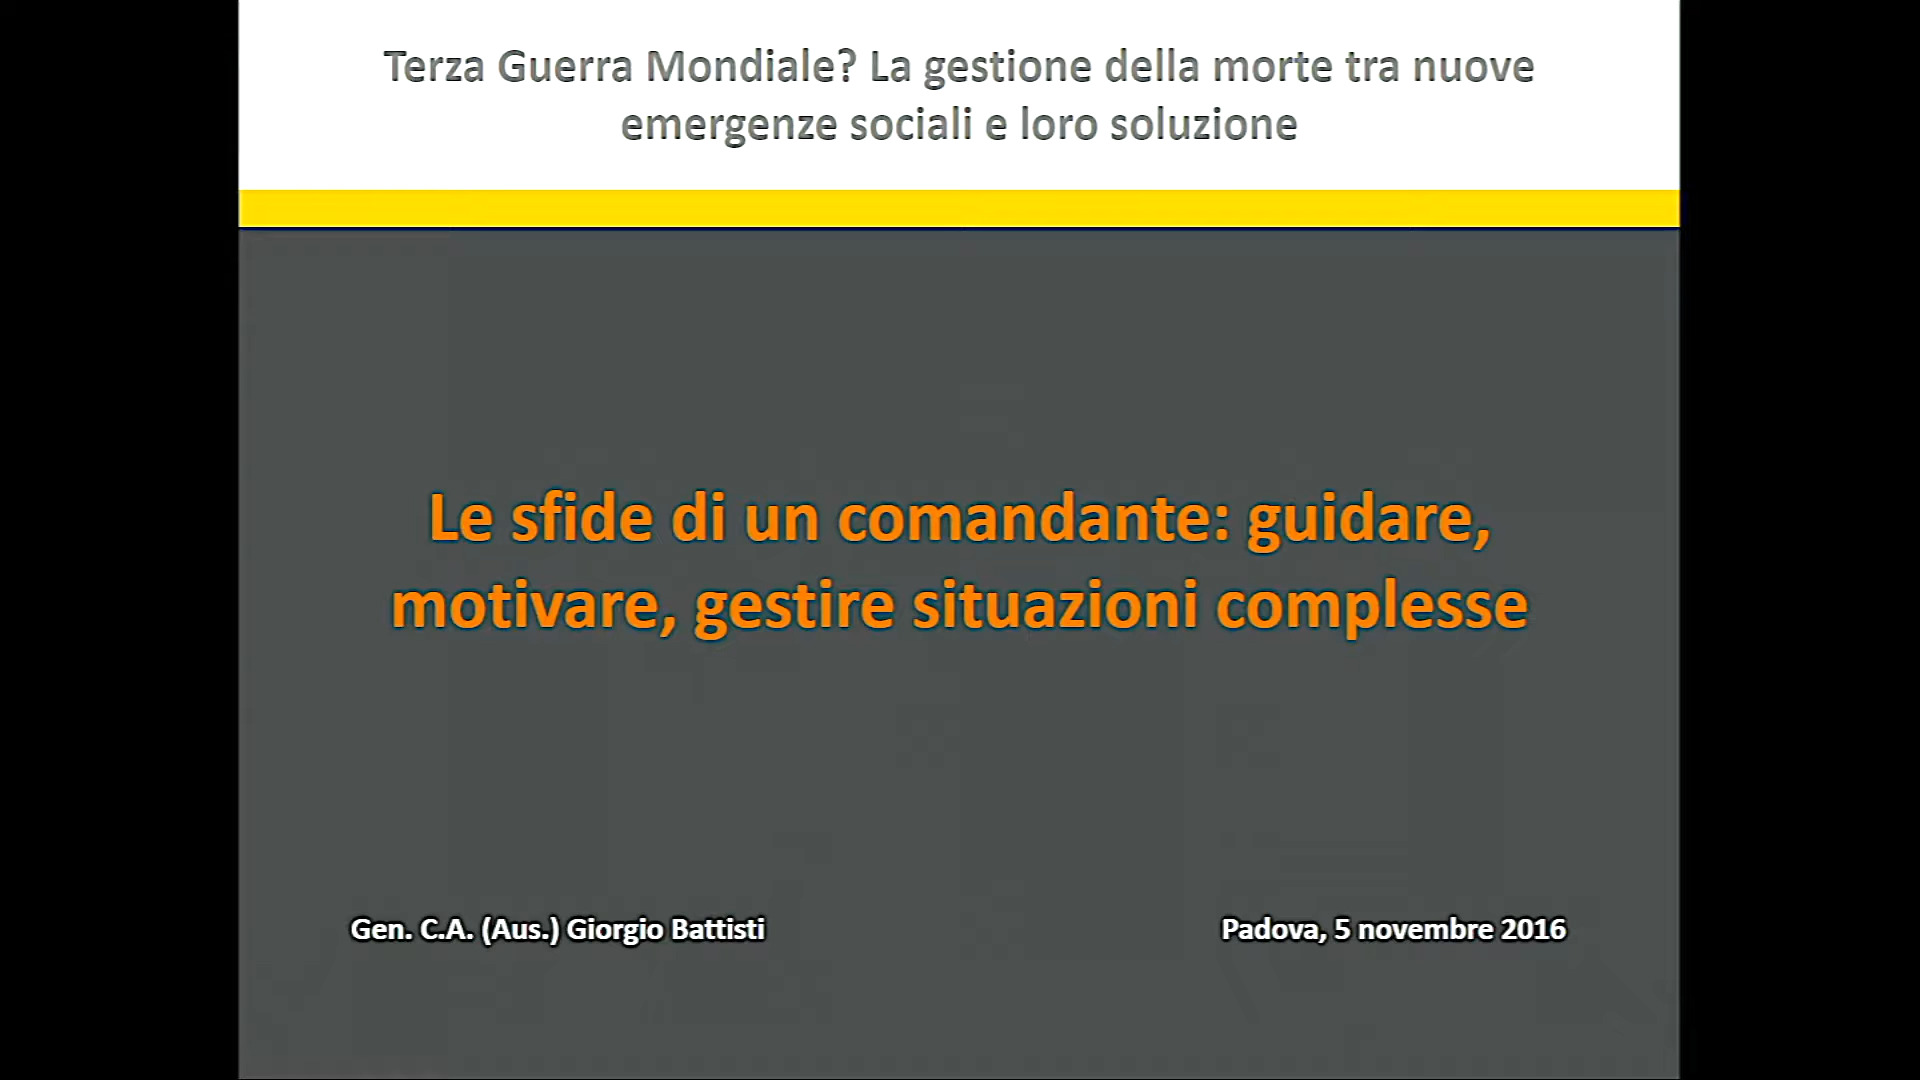 Terza Guerra Mondiale? La gestione della morte tra nuove
emergenze sociali e loro soluzione
Le sfide di un comandante: guidare,
motivare, gestire situazioni complesse
Gen. C.A. (Aus.) Giorgio Battisti
Padova, 5 novembre 2016